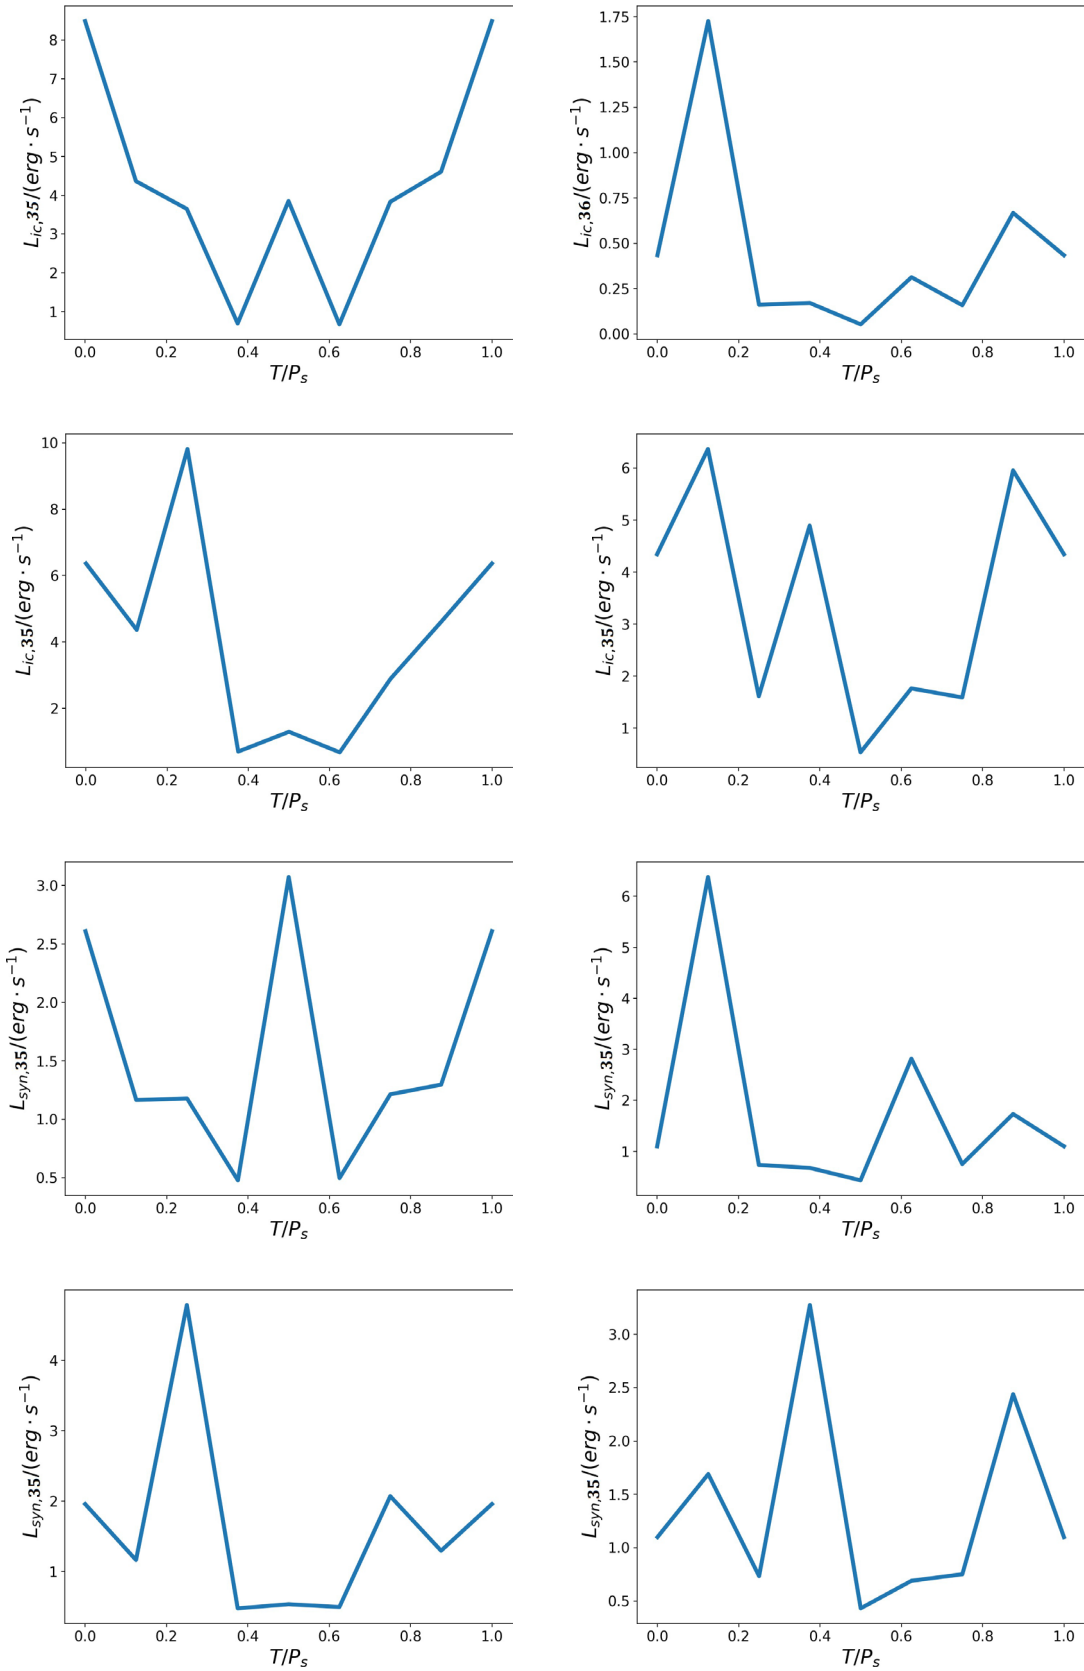 8
7
6
5
4
3
2
1
L_{ic,35}/(erg · s^{−1})
0.0 0.2 0.4 0.6 0.8 1.0
T/P_s
1.75
1.50
1.25
1.00
0.75
0.50
0.25
0.00
L_{ic,36}/(erg · s^{−1})
0.0 0.2 0.4 0.6 0.8 1.0
T/P_s
10
8
6
4
2
L_{ic,35}/(erg · s^{−1})
0.0 0.2 0.4 0.6 0.8 1.0
T/P_s
6
5
4
3
2
1
L_{ic,35}/(erg · s^{−1})
0.0 0.2 0.4 0.6 0.8 1.0
T/P_s
3.0
2.5
2.0
1.5
1.0
0.5
L_{syn,35}/(erg · s^{−1})
0.0 0.2 0.4 0.6 0.8 1.0
T/P_s
6
5
4
3
2
1
L_{syn,35}/(erg · s^{−1})
0.0 0.2 0.4 0.6 0.8 1.0
T/P_s
4
3
2
1
L_{syn,35}/(erg · s^{−1})
0.0 0.2 0.4 0.6 0.8 1.0
T/P_s
3.0
2.5
2.0
1.5
1.0
0.5
L_{syn,35}/(erg · s^{−1})
0.0 0.2 0.4 0.6 0.8 1.0
T/P_s